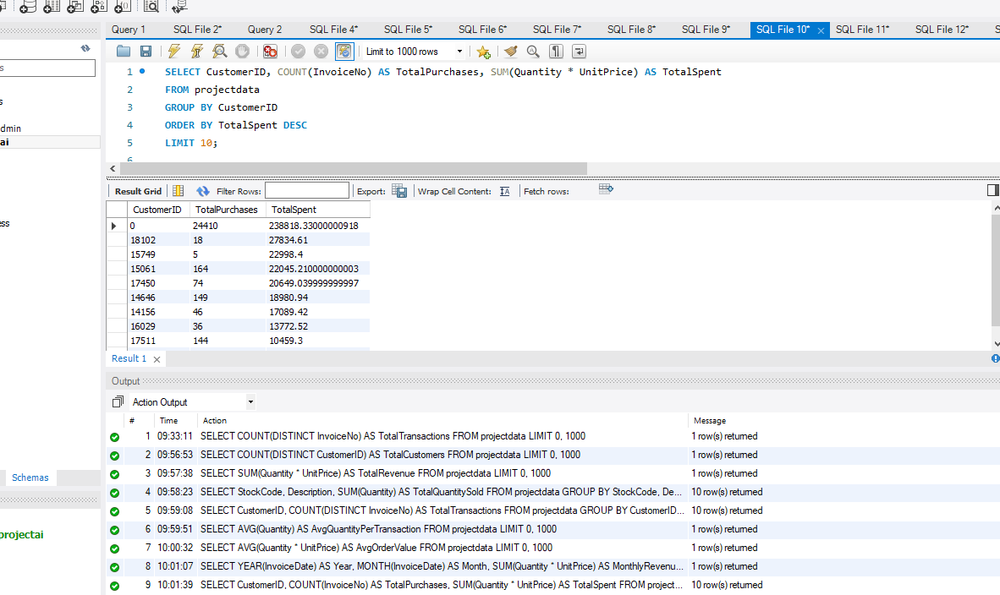 Query 1 SQL File 2* Query 2 SQL File 4* SQL File 5* SQL File 6* SQL File 7* SQL File 8* SQL File 9* SQL File 10* SQL File 11* SQL File 12* S
Limit to 1000 rows
s
1 SELECT CustomerID, COUNT(InvoiceNo) AS TotalPurchases, SUM(Quantity * UnitPrice) AS TotalSpent
2 FROM projectdata
3 GROUP BY CustomerID
4 ORDER BY TotalSpent DESC
5 LIMIT 10;
6
s
dmin
ai
ess
Result Grid Filter Rows: Export: Wrap Cell Content: Fetch rows:
CustomerID TotalPurchases TotalSpent
0 24410 238818.33000000918
18102 18 27834.61
15749 5 22998.4
15061 164 22045.210000000003
17450 74 20649.039999999997
14646 149 18980.94
14156 46 17089.42
16029 36 13772.52
17511 144 10459.3
Result 1
Output
Action Output
# Time Action Message
1 09:33:11 SELECT COUNT(DISTINCT InvoiceNo) AS TotalTransactions FROM projectdata LIMIT 0, 1000 1 row(s) returned
2 09:56:53 SELECT COUNT(DISTINCT CustomerID) AS TotalCustomers FROM projectdata LIMIT 0, 1000 1 row(s) returned
3 09:57:38 SELECT SUM(Quantity * UnitPrice) AS TotalRevenue FROM projectdata LIMIT 0, 1000 1 row(s) returned
4 09:58:23 SELECT StockCode, Description, SUM(Quantity) AS TotalQuantitySold FROM projectdata GROUP BY StockCode, De... 10 row(s) returned
5 09:59:08 SELECT CustomerID, COUNT(DISTINCT InvoiceNo) AS TotalTransactions FROM projectdata GROUP BY CustomerID... 10 row(s) returned
6 09:59:51 SELECT AVG(Quantity) AS AvgQuantityPerTransaction FROM projectdata LIMIT 0, 1000 1 row(s) returned
7 10:00:32 SELECT AVG(Quantity * UnitPrice) AS AvgOrderValue FROM projectdata LIMIT 0, 1000 1 row(s) returned
8 10:01:07 SELECT YEAR(InvoiceDate) AS Year, MONTH(InvoiceDate) AS Month, SUM(Quantity * UnitPrice) AS MonthlyRevenu... 1 row(s) returned
9 10:01:39 SELECT CustomerID, COUNT(InvoiceNo) AS TotalPurchases, SUM(Quantity * UnitPrice) AS TotalSpent FROM project... 10 row(s) returned
Schemas
projectai